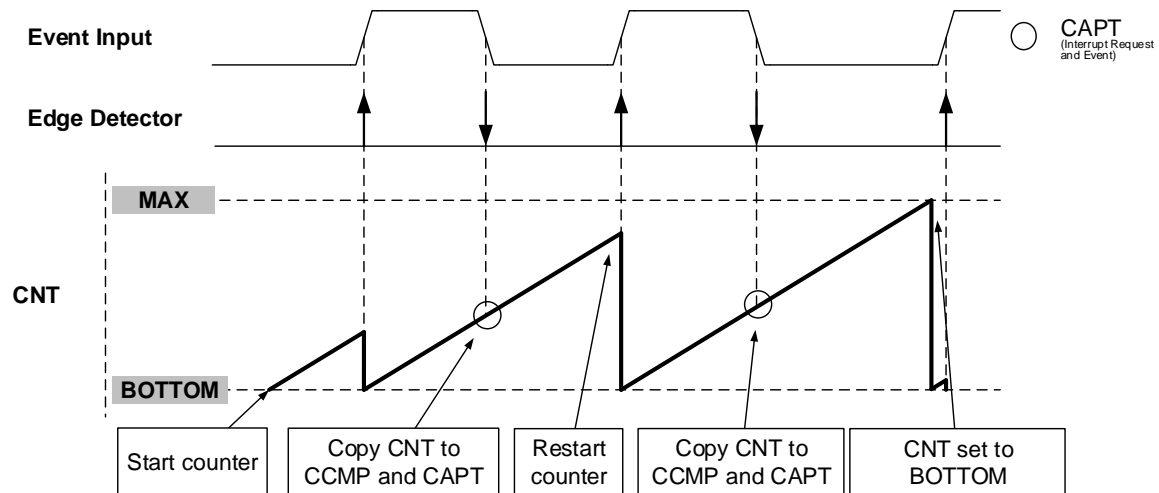 Event Input
CAPT
(Interrupt Request
and Event)
Edge Detector
MAX
CNT
BOTTOM
Start counter
Copy CNT to
CCMP and CAPT
Restart
counter
Copy CNT to
CCMP and CAPT
CNT set to
BOTTOM